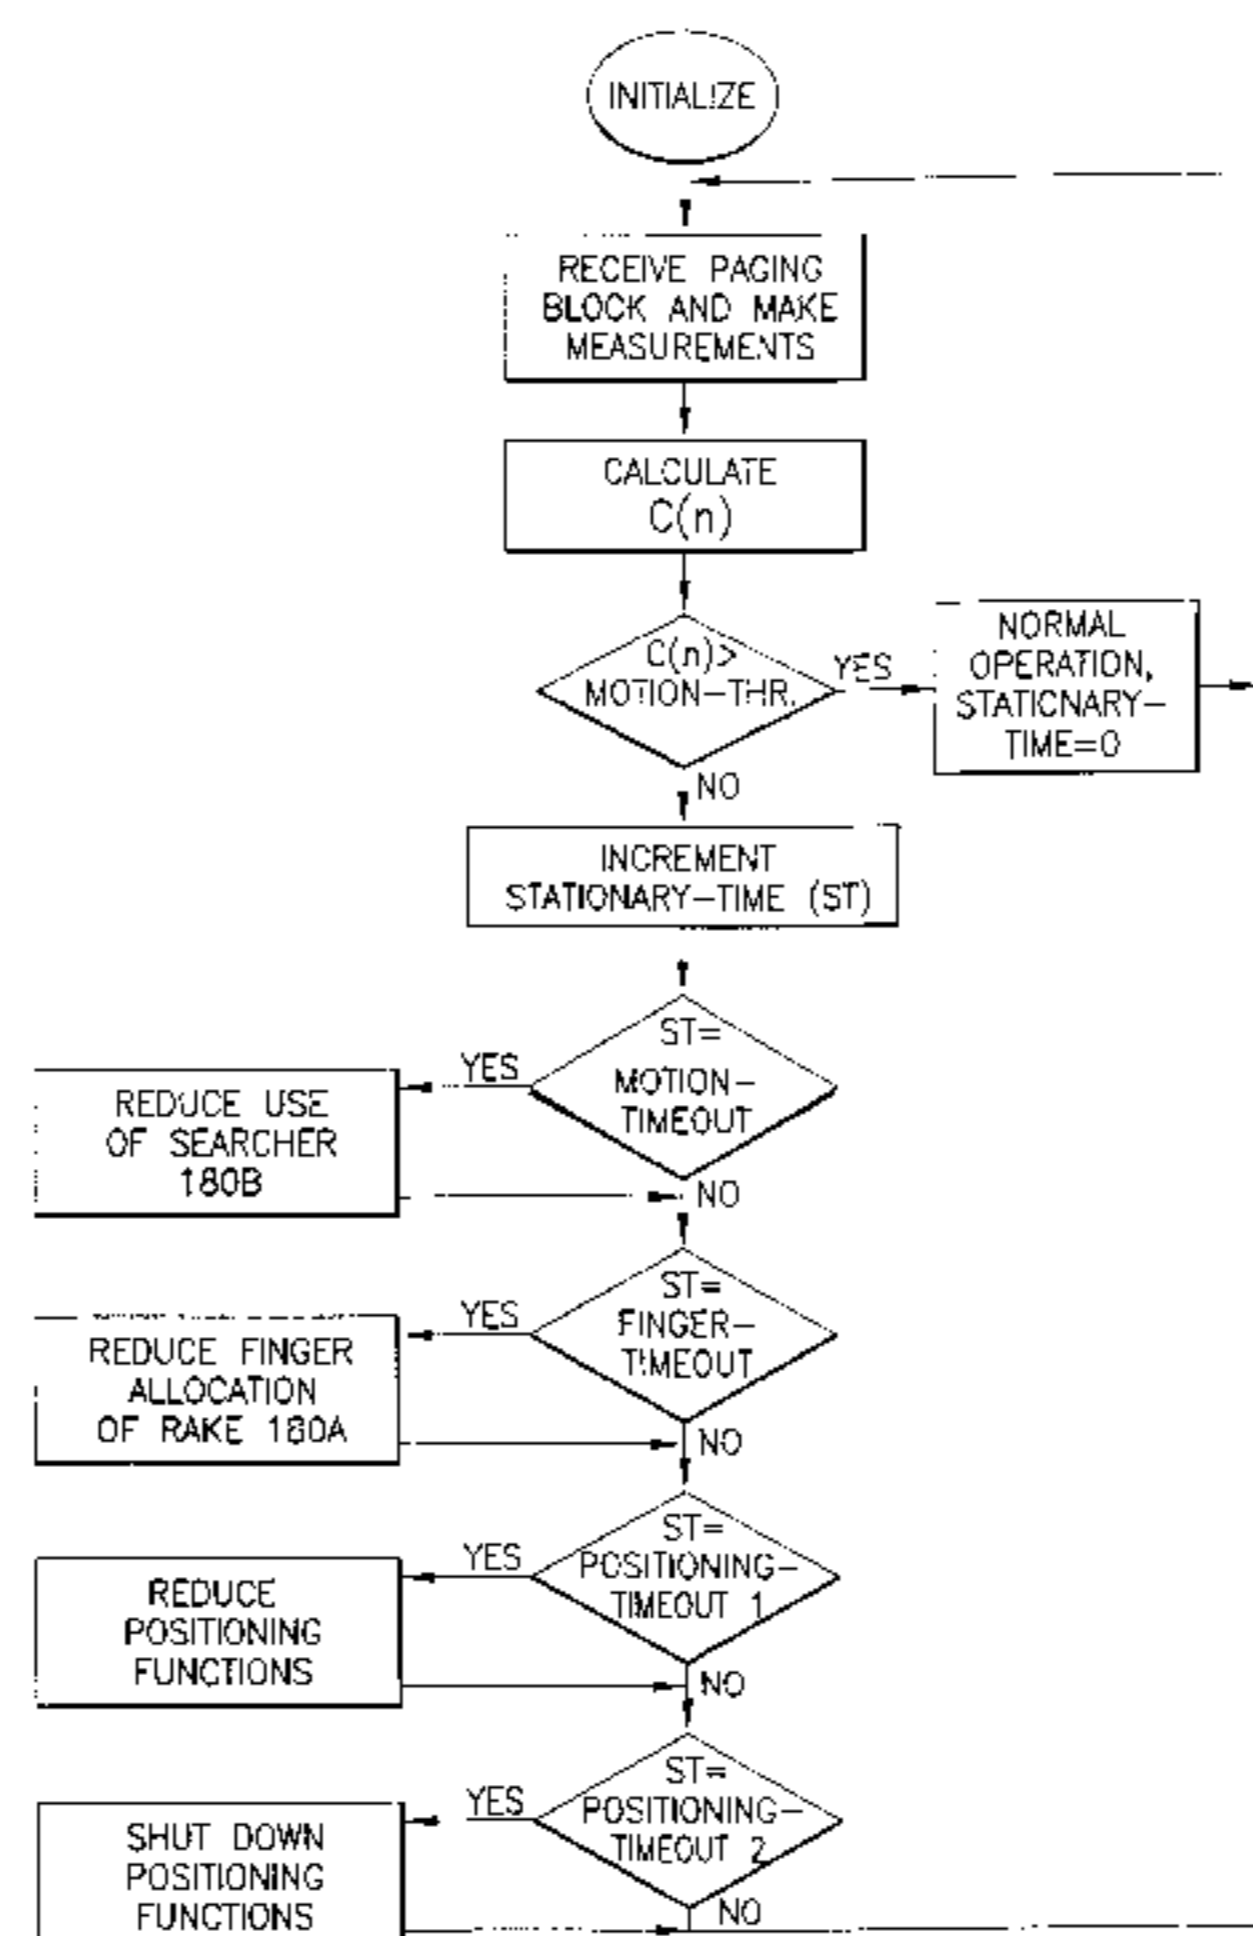 INITIALIZE
RECEIVE PAGING
BLOCK AND MAKE
MEASUREMENTS
CALCULATE
C(n)
C(n)>
MOTION-THR.
YES
NORMAL
OPERATION,
STATICNARY-
TIME=0
NO
INCREMENT
STATIONARY-TIME (ST)
ST=
MOTION-
TIMEOUT
YES
REDUCE USE
OF SEARCHER
180B
NO
ST=
FINGER-
TIMEOUT
YES
REDUCE FINGER
ALLOCATION
OF RAKE 180A
NO
ST=
POSITIONING-
TIMEOUT 1
YES
REDUCE
POSITIONING
FUNCTIONS
NO
ST=
POSITIONING-
TIMEOUT 2
YES
SHUT DOWN
POSITIONING
FUNCTIONS
NO